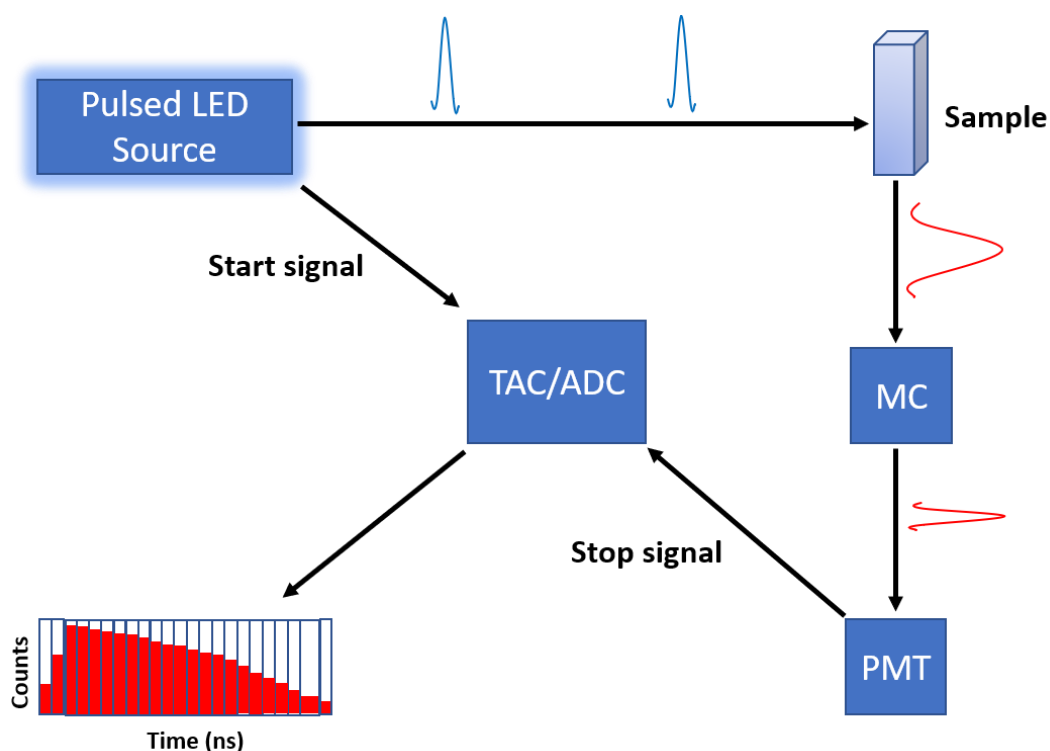 Pulsed LED
Source
Sample
Start signal
TAC/ADC
MC
Stop signal
PMT
Counts
Time (ns)